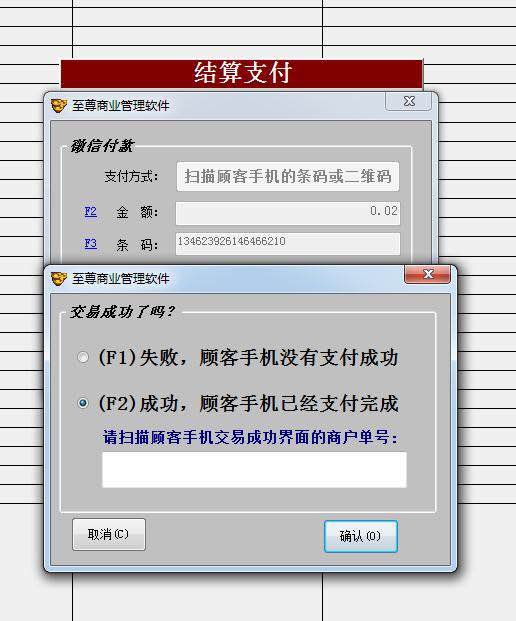 结算支付
至尊商业管理软件
微信付款
支付方式： 扫描顾客手机的条码或二维码
F2 金 额： 0.02
F3 条 码： 134623926146466210
至尊商业管理软件
交易成功了吗？
(F1)失败，顾客手机没有支付成功
(F2)成功，顾客手机已经支付完成
请扫描顾客手机交易成功界面的商户单号：
取消(C) 确认(O)